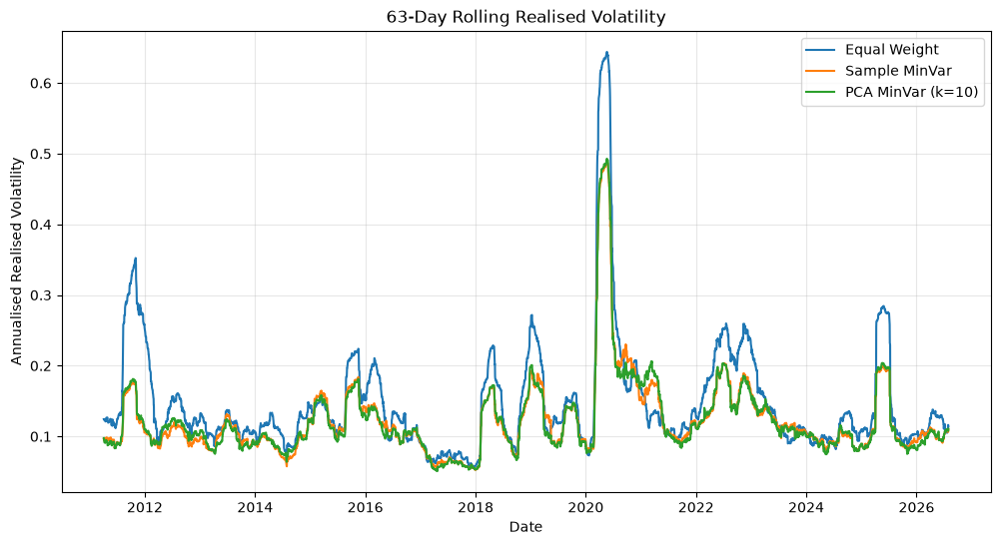 63-Day Rolling Realised Volatility
Equal Weight
Sample MinVar
PCA MinVar (k=10)
Annualised Realised Volatility
0.6
0.5
0.4
0.3
0.2
0.1
2012 2014 2016 2018 2020 2022 2024 2026
Date